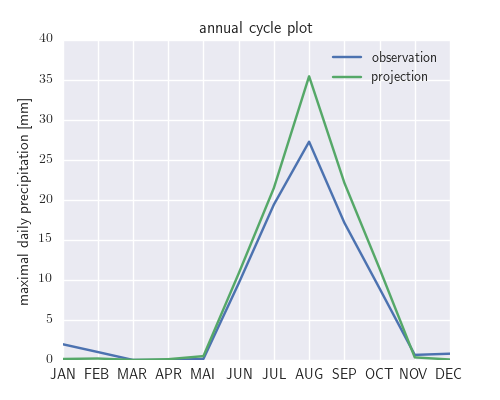 annual cycle plot
observation
projection
maximal daily precipitation [mm]
40
35
30
25
20
15
10
5
0
JAN FEB MAR APR MAI JUN JUL AUG SEP OCT NOV DEC